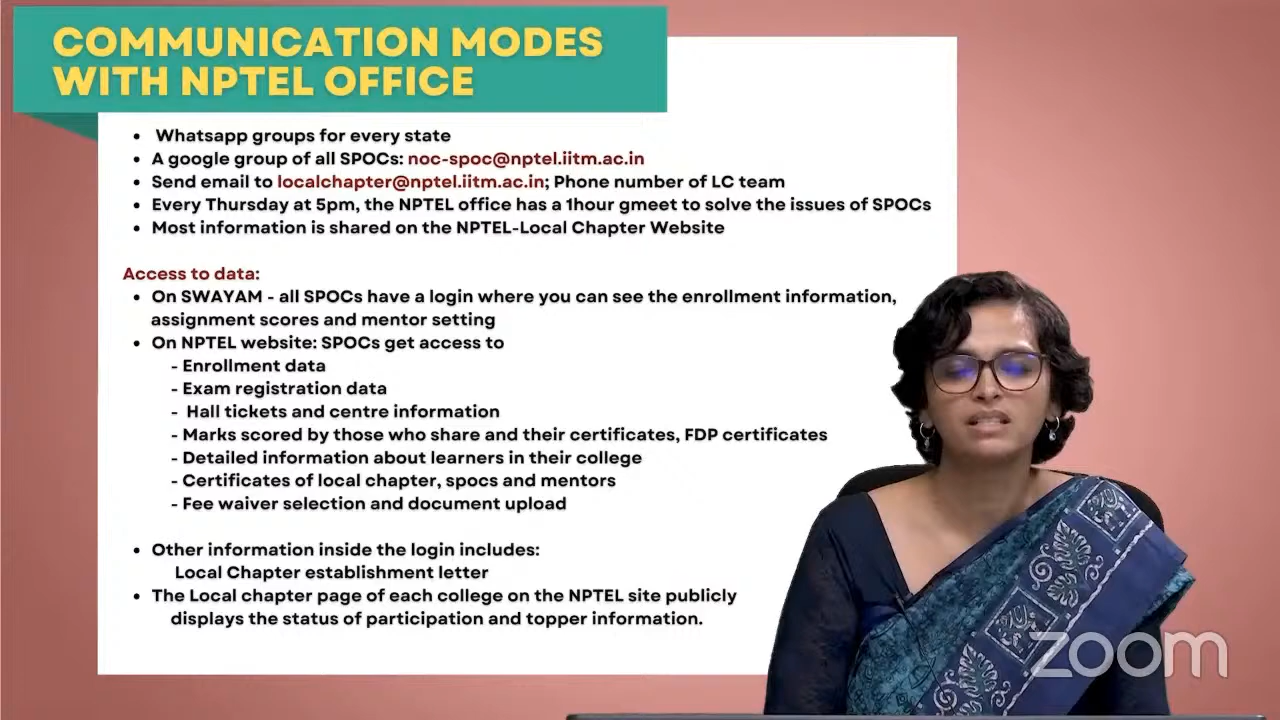 COMMUNICATION MODES
WITH NPTEL OFFICE
• Whatsapp groups for every state
• A google group of all SPOCs: noc-spoc@nptel.iitm.ac.in
• Send email to localchapter@nptel.iitm.ac.in; Phone number of LC team
• Every Thursday at 5pm, the NPTEL office has a 1hour gmeet to solve the issues of SPOCs
• Most information is shared on the NPTEL-Local Chapter Website
Access to data:
• On SWAYAM - all SPOCs have a login where you can see the enrollment information,
assignment scores and mentor setting
• On NPTEL website: SPOCs get access to
- Enrollment data
- Exam registration data
- Hall tickets and centre information
- Marks scored by those who share and their certificates, FDP certificates
- Detailed information about learners in their college
- Certificates of local chapter, spocs and mentors
- Fee waiver selection and document upload
• Other information inside the login includes:
Local Chapter establishment letter
• The Local chapter page of each college on the NPTEL site publicly
displays the status of participation and topper information.
zoom